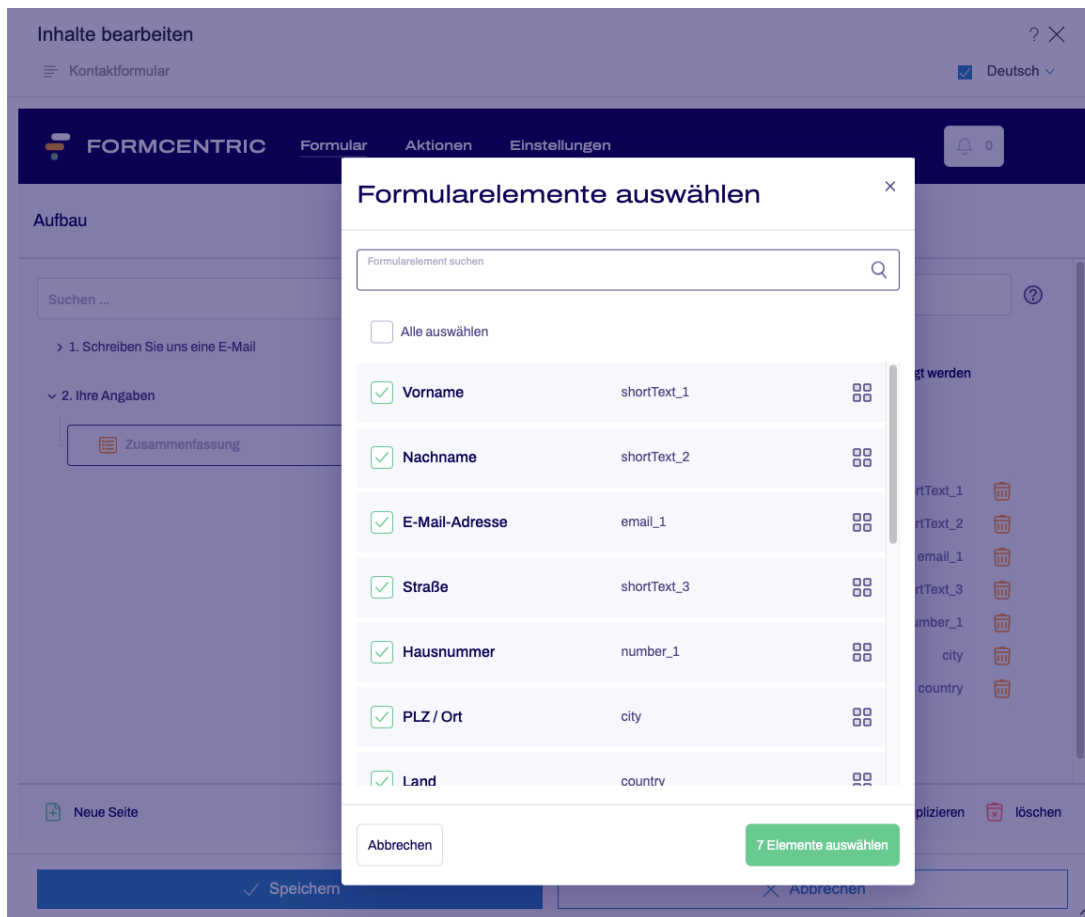 Inhalte bearbeiten
?
Kontaktformular
Deutsch
FORMCENTRIC
Formular
Aktionen
Einstellungen
0
Aufbau
Suchen ...
1. Schreiben Sie uns eine E-Mail
2. Ihre Angaben
Zusammenfassung
Formularelemente auswählen
Formularelement suchen
Alle auswählen
Vorname shortText_1
Nachname shortText_2
E-Mail-Adresse email_1
Straße shortText_3
Hausnummer number_1
PLZ / Ort city
Land country
Abbrechen
7 Elemente auswählen
gt werden
rtText_1
rtText_2
email_1
rtText_3
umber_1
city
country
Neue Seite
plizieren
löschen
Speichern
Abbrechen